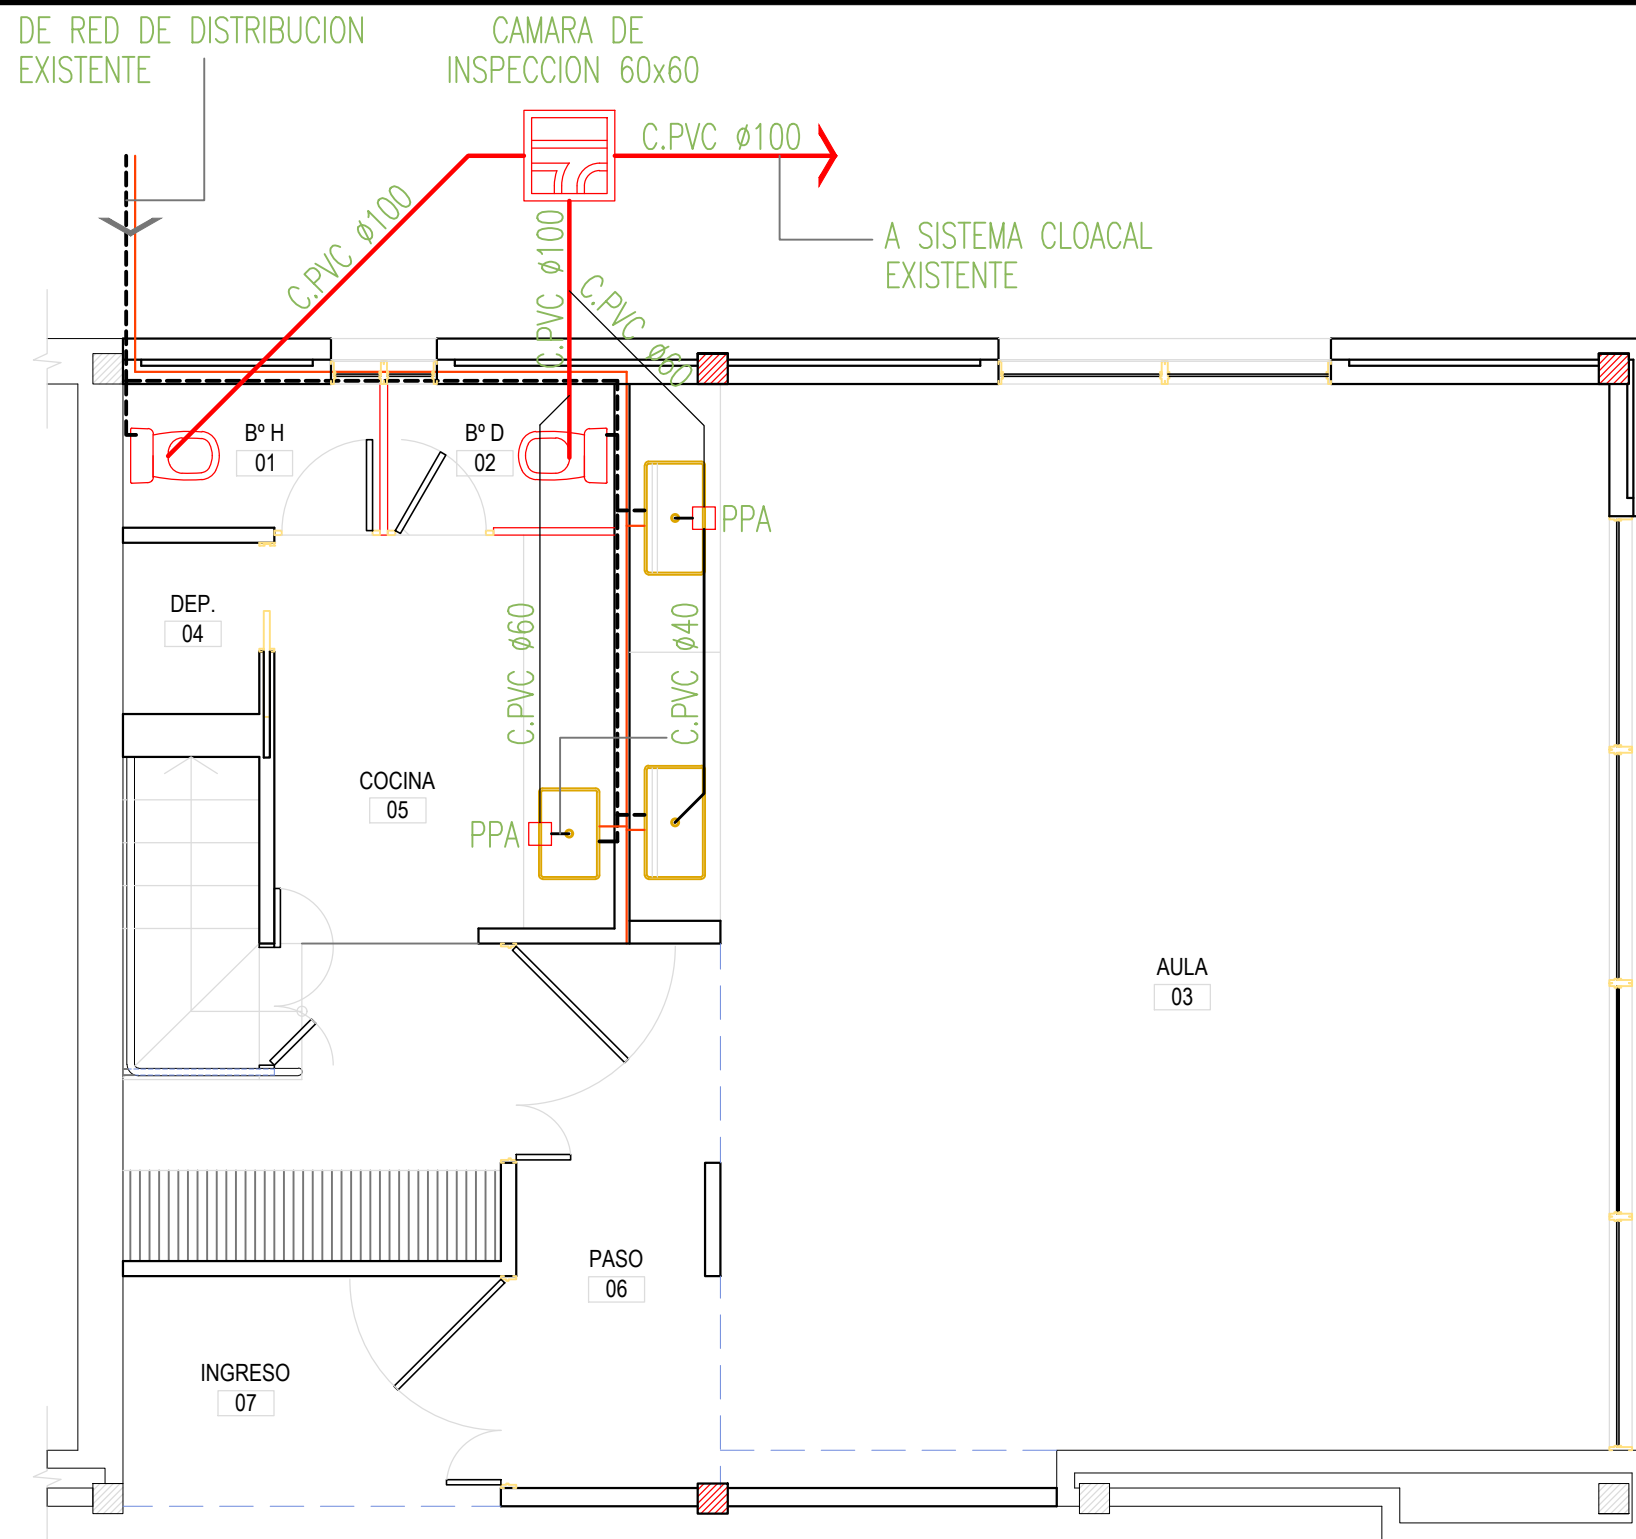 DE RED DE DISTRIBUCION
EXISTENTE
CAMARA DE
INSPECCION 60x60
C.PVC ø100
C.PVC ø100
C.PVC ø100
C.PVC ø60
A SISTEMA CLOACAL
EXISTENTE
Bº H
01
Bº D
02
PPA
DEP.
04
C.PVC ø60
C.PVC ø40
COCINA
05
PPA
AULA
03
PASO
06
INGRESO
07